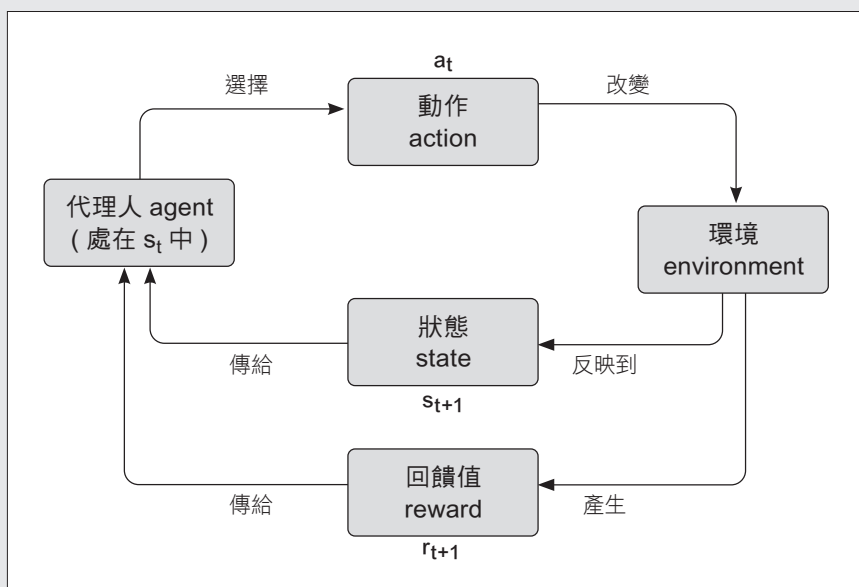 a_t
選擇
動作
action
改變
代理人 agent
( 處在 s_t 中 )
環境
environment
狀態
state
傳給
反映到
s_t+1
回饋值
reward
傳給
產生
r_t+1